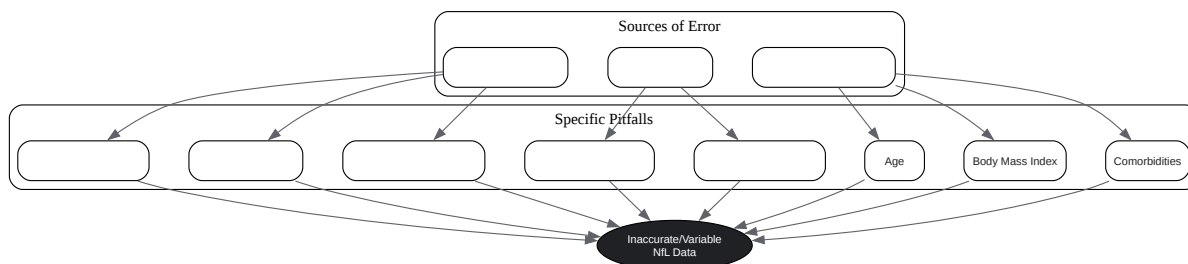 Sources of Error
Specific Pitfalls
Age
Body Mass Index
Comorbidities
Inaccurate/Variable
NfL Data